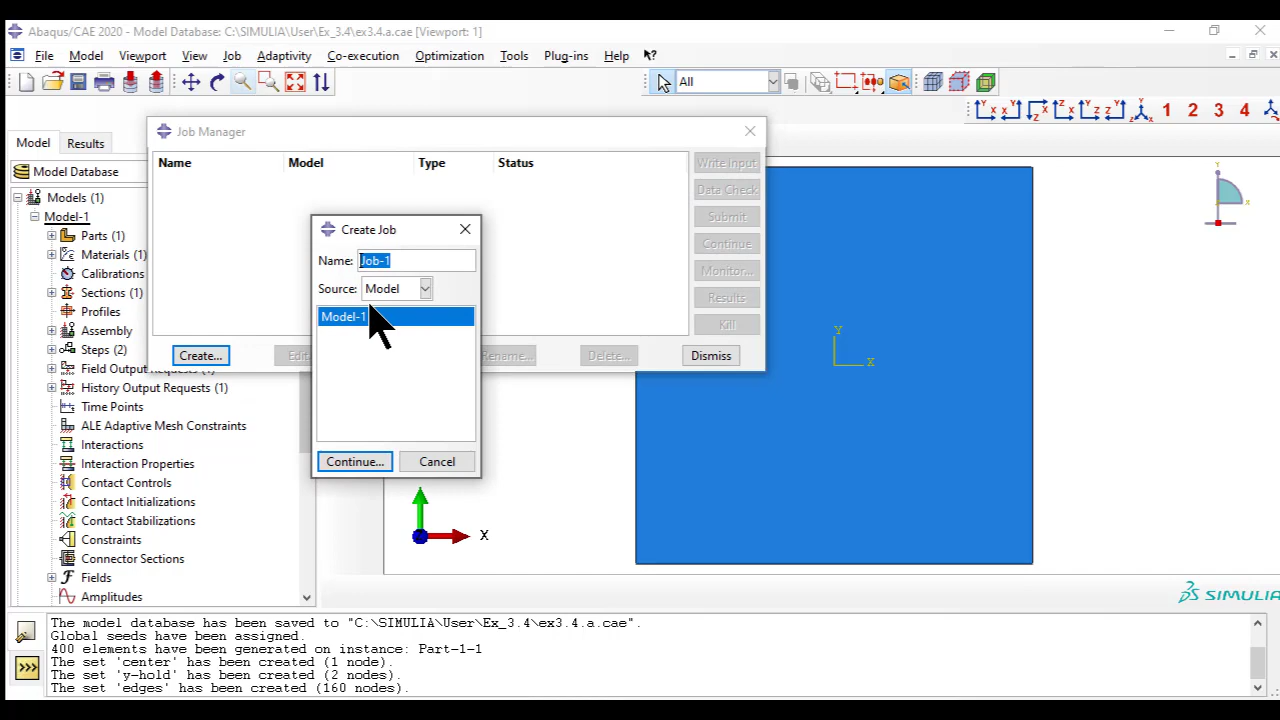 Abaqus/CAE 2020 - Model Database: C:\SIMULIA\User\Ex_3.4\ex3.4.a.cae [Viewport: 1]
File Model Viewport View Job Adaptivity Co-execution Optimization Tools Plug-ins Help
All
1 2 3 4
Model Results
Model Database
Models (1)
Model-1
Parts (1)
Materials (1)
Calibrations
Sections (1)
Profiles
Assembly
Steps (2)
Field Output Requests (1)
History Output Requests (1)
Time Points
ALE Adaptive Mesh Constraints
Interactions
Interaction Properties
Contact Controls
Contact Initializations
Contact Stabilizations
Constraints
Connector Sections
Fields
Amplitudes
Job Manager
Name Model Type Status
Write Input
Data Check
Submit
Continue
Monitor...
Results
Kill
Create... Edit Rename... Delete... Dismiss
Create Job
Name: Job-1
Source: Model
Model-1
Continue... Cancel
Y
X
Y
X
X
SIMULIA
The model database has been saved to "C:\SIMULIA\User\Ex_3.4\ex3.4.a.cae".
Global seeds have been assigned.
400 elements have been generated on instance: Part-1-1
The set 'center' has been created (1 node).
The set 'y-hold' has been created (2 nodes).
The set 'edges' has been created (160 nodes).